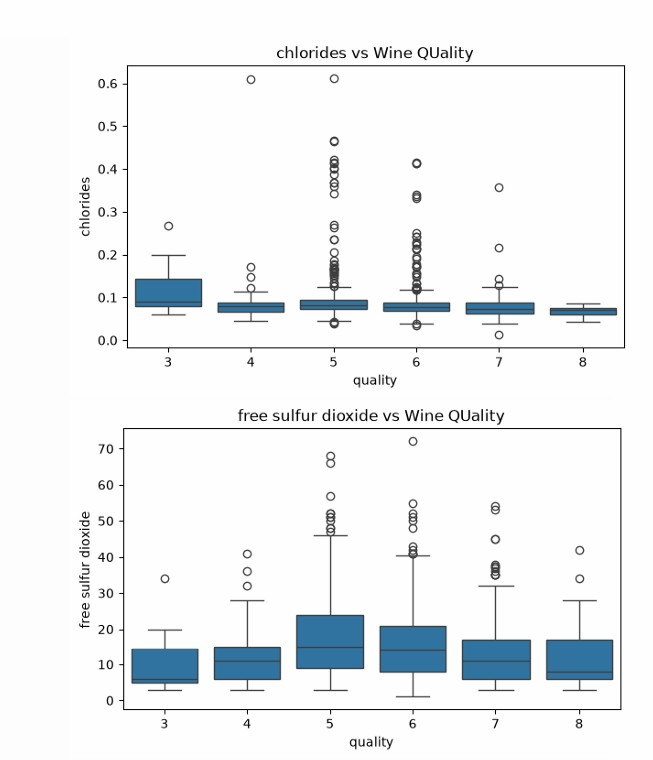 chlorides vs Wine QUality
0.6
0.5
0.4
0.3
0.2
0.1
0.0
chlorides
3 4 5 6 7 8
quality
free sulfur dioxide vs Wine QUality
70
60
50
40
30
20
10
0
free sulfur dioxide
3 4 5 6 7 8
quality